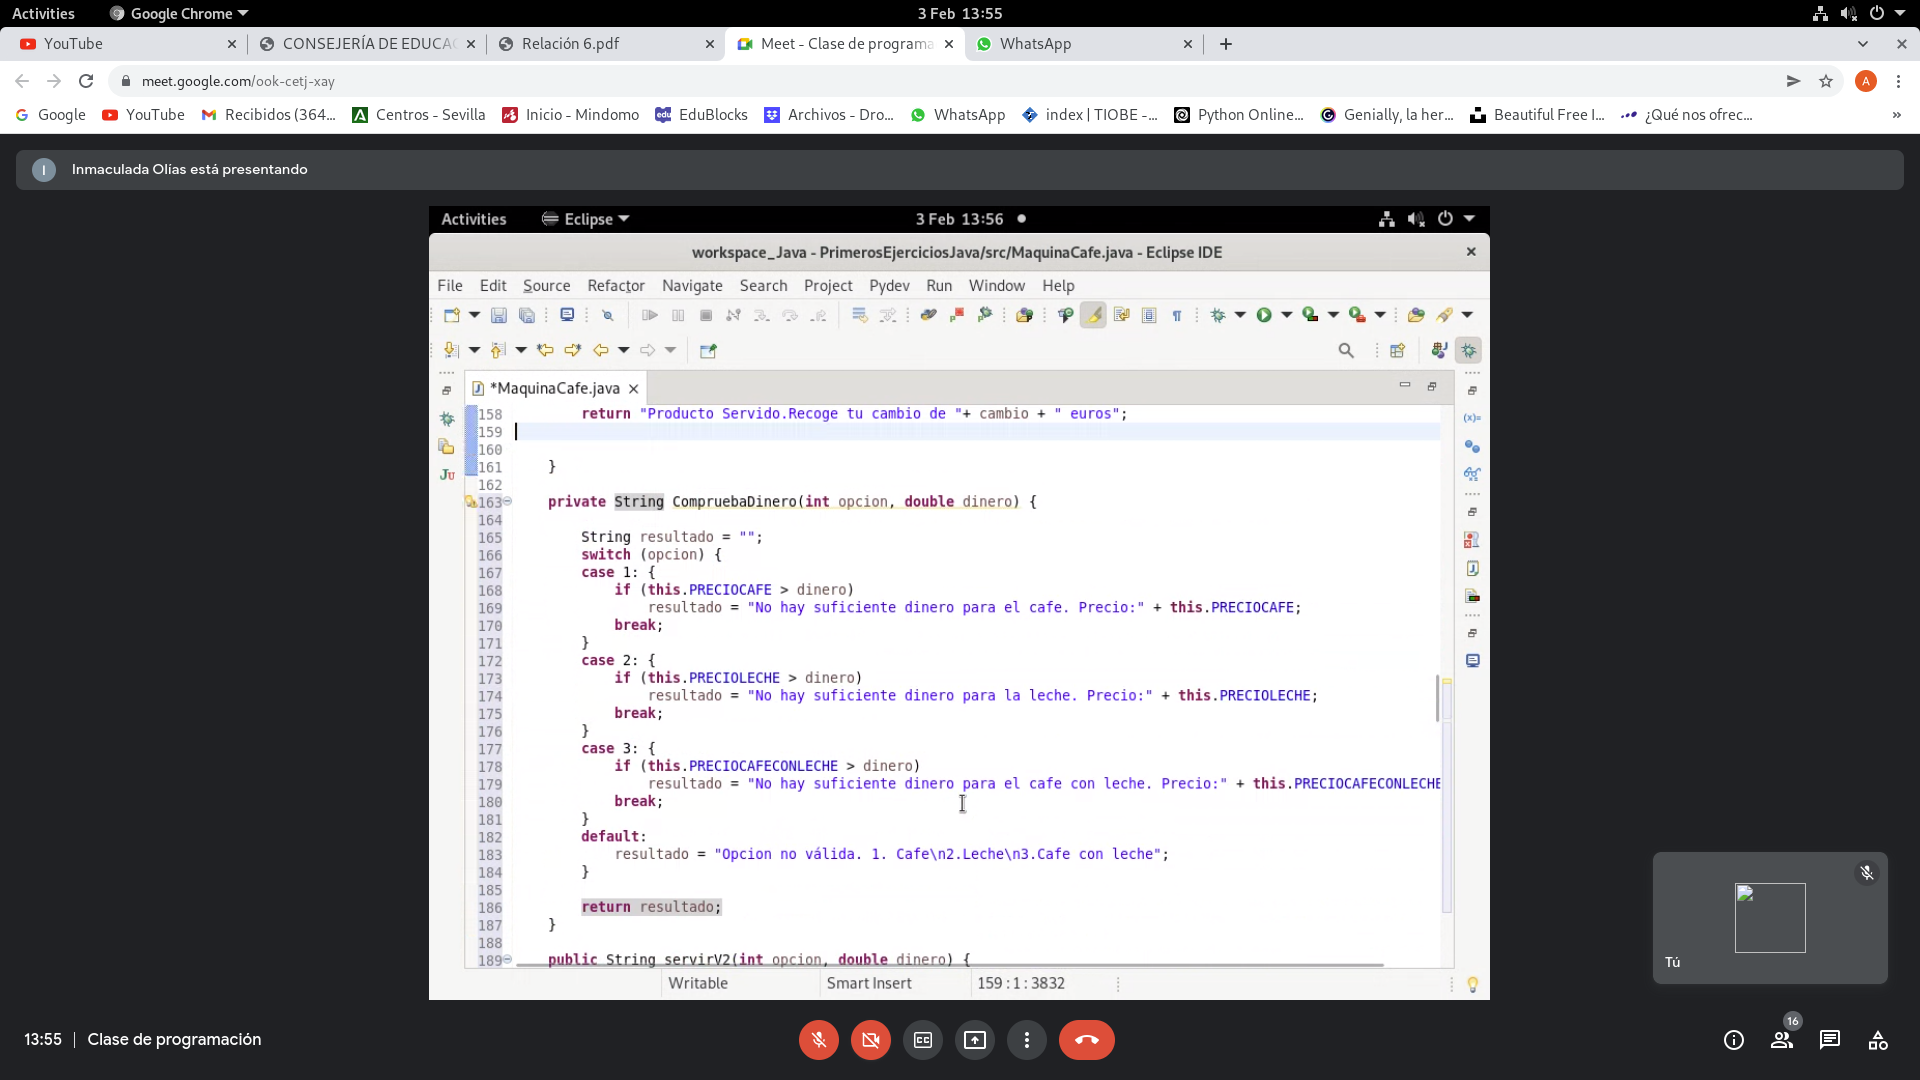 Activities Google Chrome 3 Feb 13:55
YouTube CONSEJERÍA DE EDUCA Relación 6.pdf Meet - Clase de programa WhatsApp
meet.google.com/ook-cetj-xay A
Google YouTube Recibidos (364... Centros - Sevilla Inicio - Mindomo EduBlocks Archivos - Dro... WhatsApp index | TIOBE -... Python Online... Genially, la her... Beautiful Free I... ¿Qué nos ofrec... »
I Inmaculada Olías está presentando
Activities Eclipse 3 Feb 13:56
workspace_Java - PrimerosEjerciciosJava/src/MaquinaCafe.java - Eclipse IDE
File Edit Source Refactor Navigate Search Project Pydev Run Window Help
*MaquinaCafe.java
158 return "Producto Servido.Recoge tu cambio de "+ cambio + " euros";
159
160
161 }
162
163 private String CompruebaDinero(int opcion, double dinero) {
164
165 String resultado = "";
166 switch (opcion) {
167 case 1: {
168 if (this.PRECIOCAFE > dinero)
169 resultado = "No hay suficiente dinero para el cafe. Precio:" + this.PRECIOCAFE;
170 break;
171 }
172 case 2: {
173 if (this.PRECIOLECHE > dinero)
174 resultado = "No hay suficiente dinero para la leche. Precio:" + this.PRECIOLECHE;
175 break;
176 }
177 case 3: {
178 if (this.PRECIOCAFECONLECHE > dinero)
179 resultado = "No hay suficiente dinero para el cafe con leche. Precio:" + this.PRECIOCAFECONLECHE
180 break;
181 }
182 default:
183 resultado = "Opcion no válida. 1. Cafe\n2.Leche\n3.Cafe con leche";
184 }
185
186 return resultado;
187 }
188
189 public String servirV2(int opcion, double dinero) {
Writable Smart Insert 159 : 1 : 3832
Tú
13:55 | Clase de programación
16